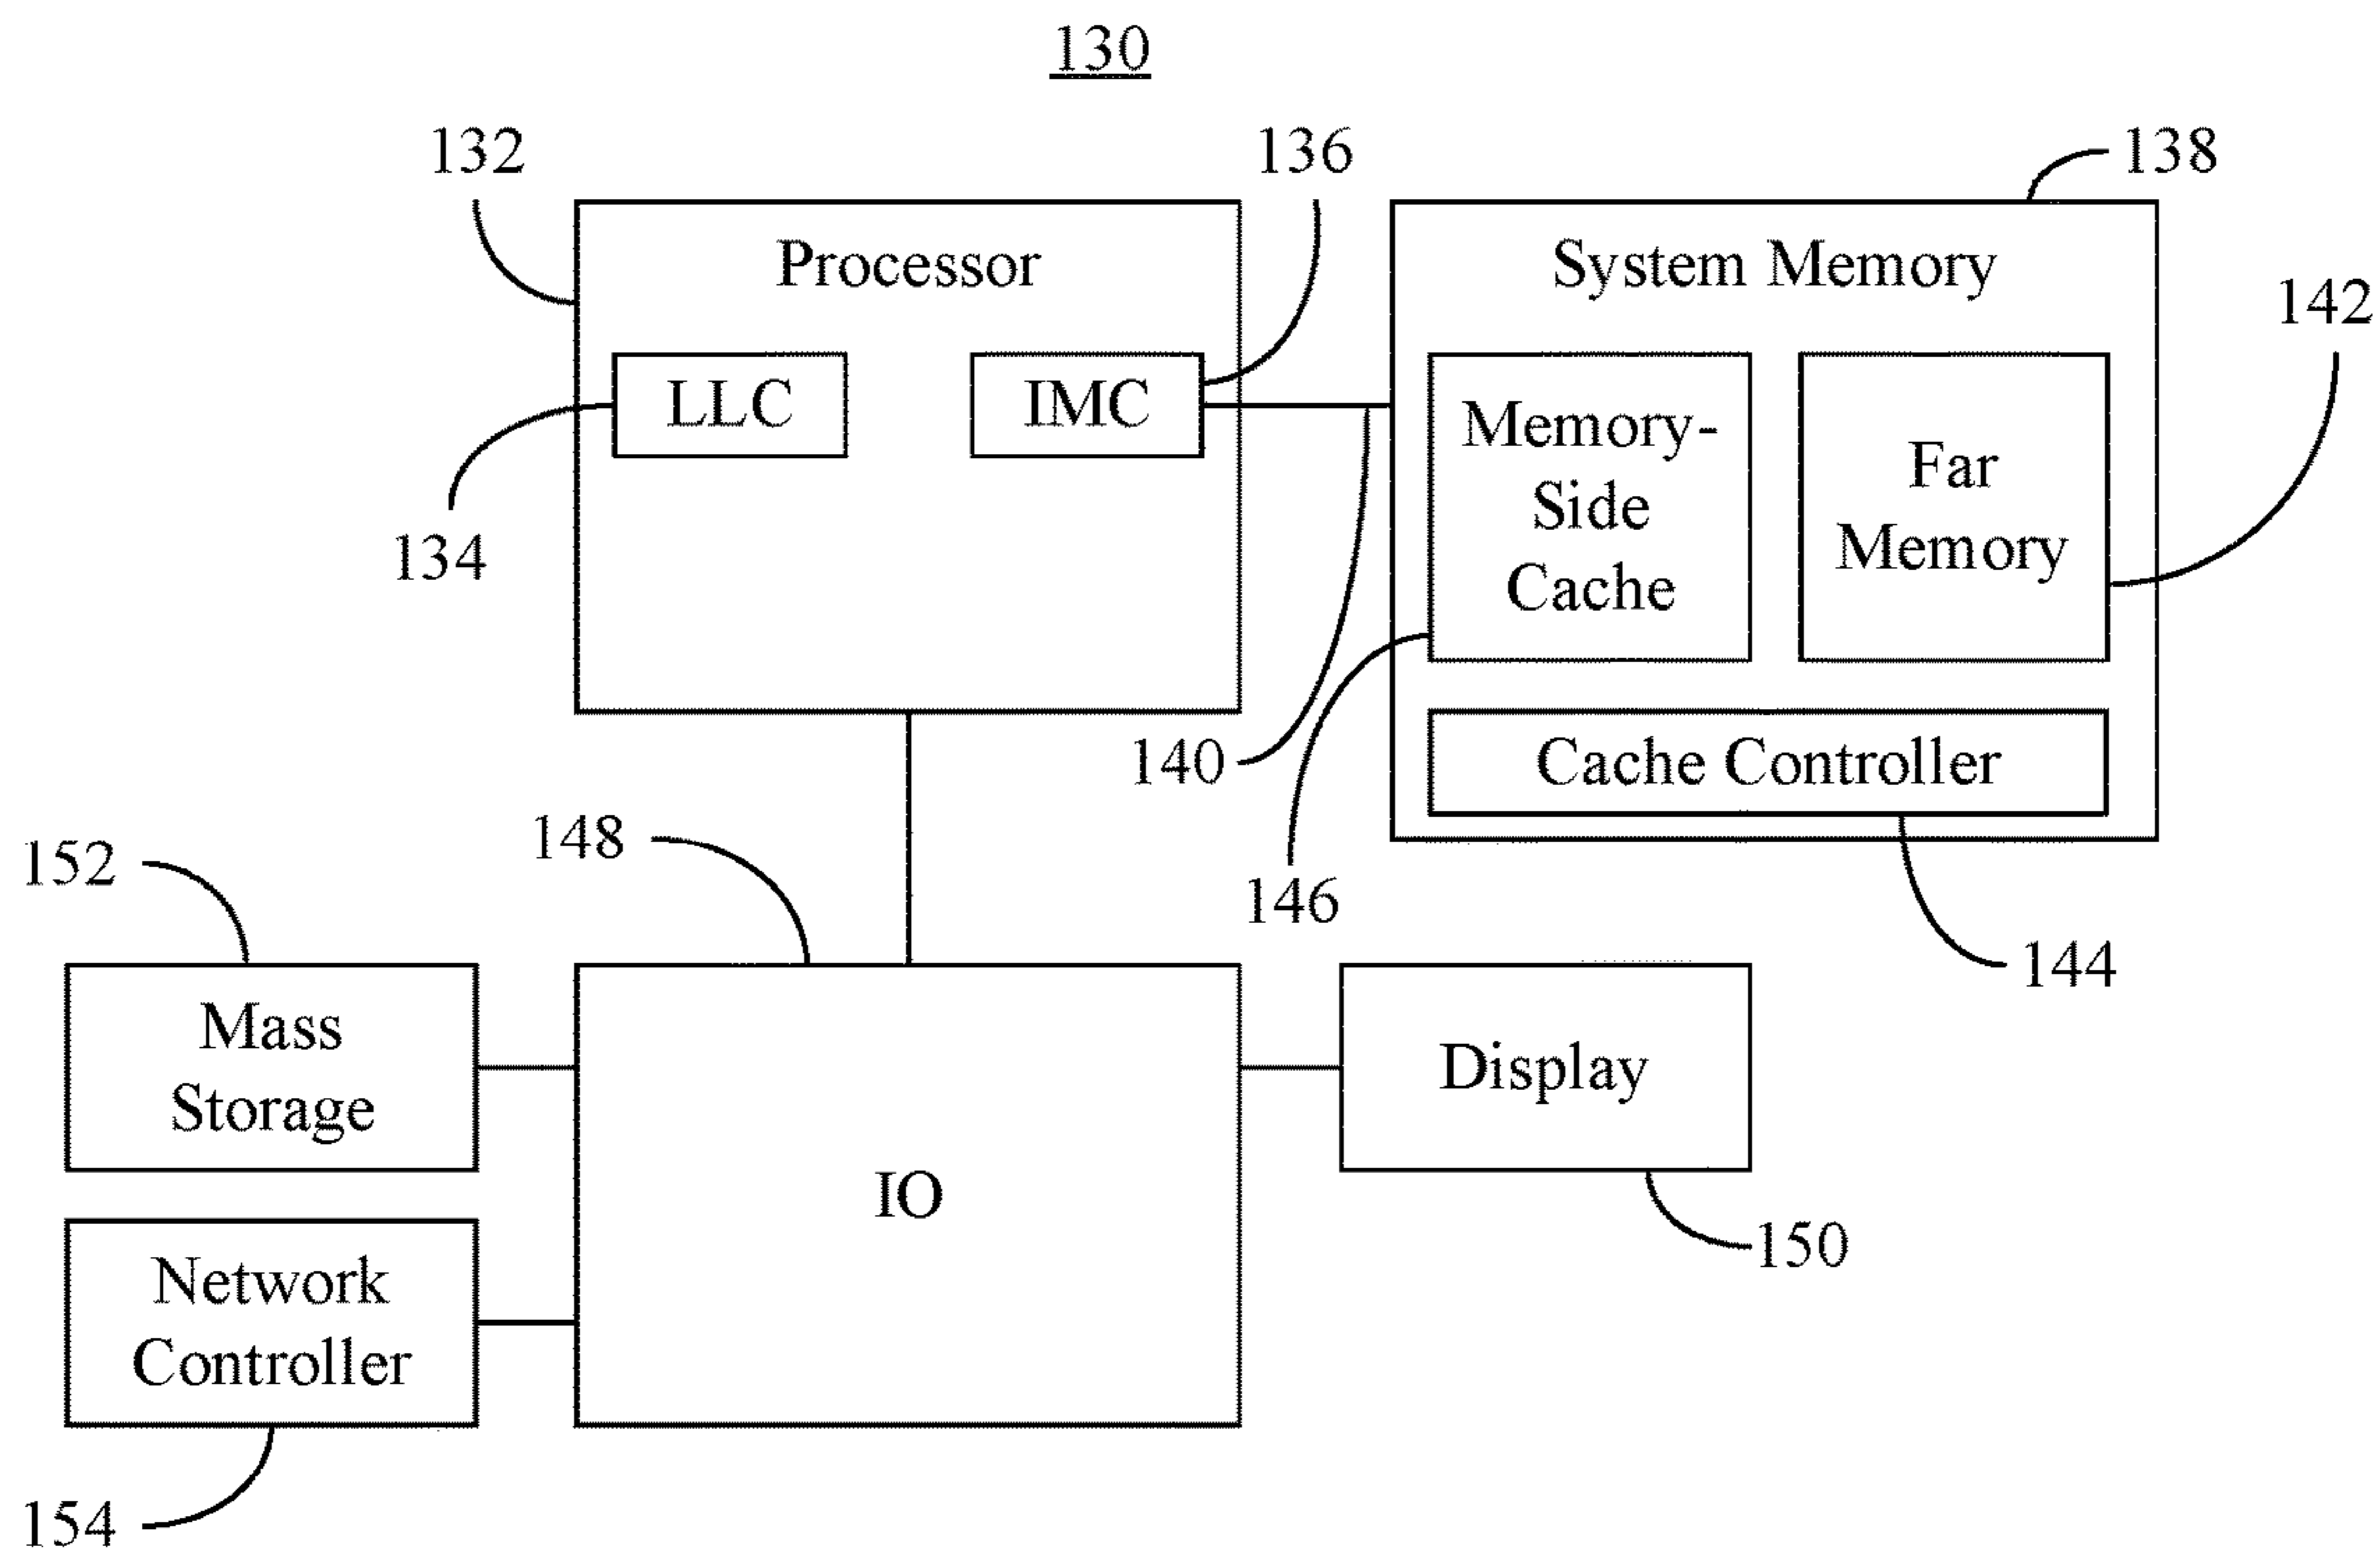 130
132
136
138
Processor
System Memory
142
LLC
IMC
Memory-
Side
Cache
Far
Memory
134
140
Cache Controller
148
152
146
144
Mass
Storage
Display
IO
150
Network
Controller
154